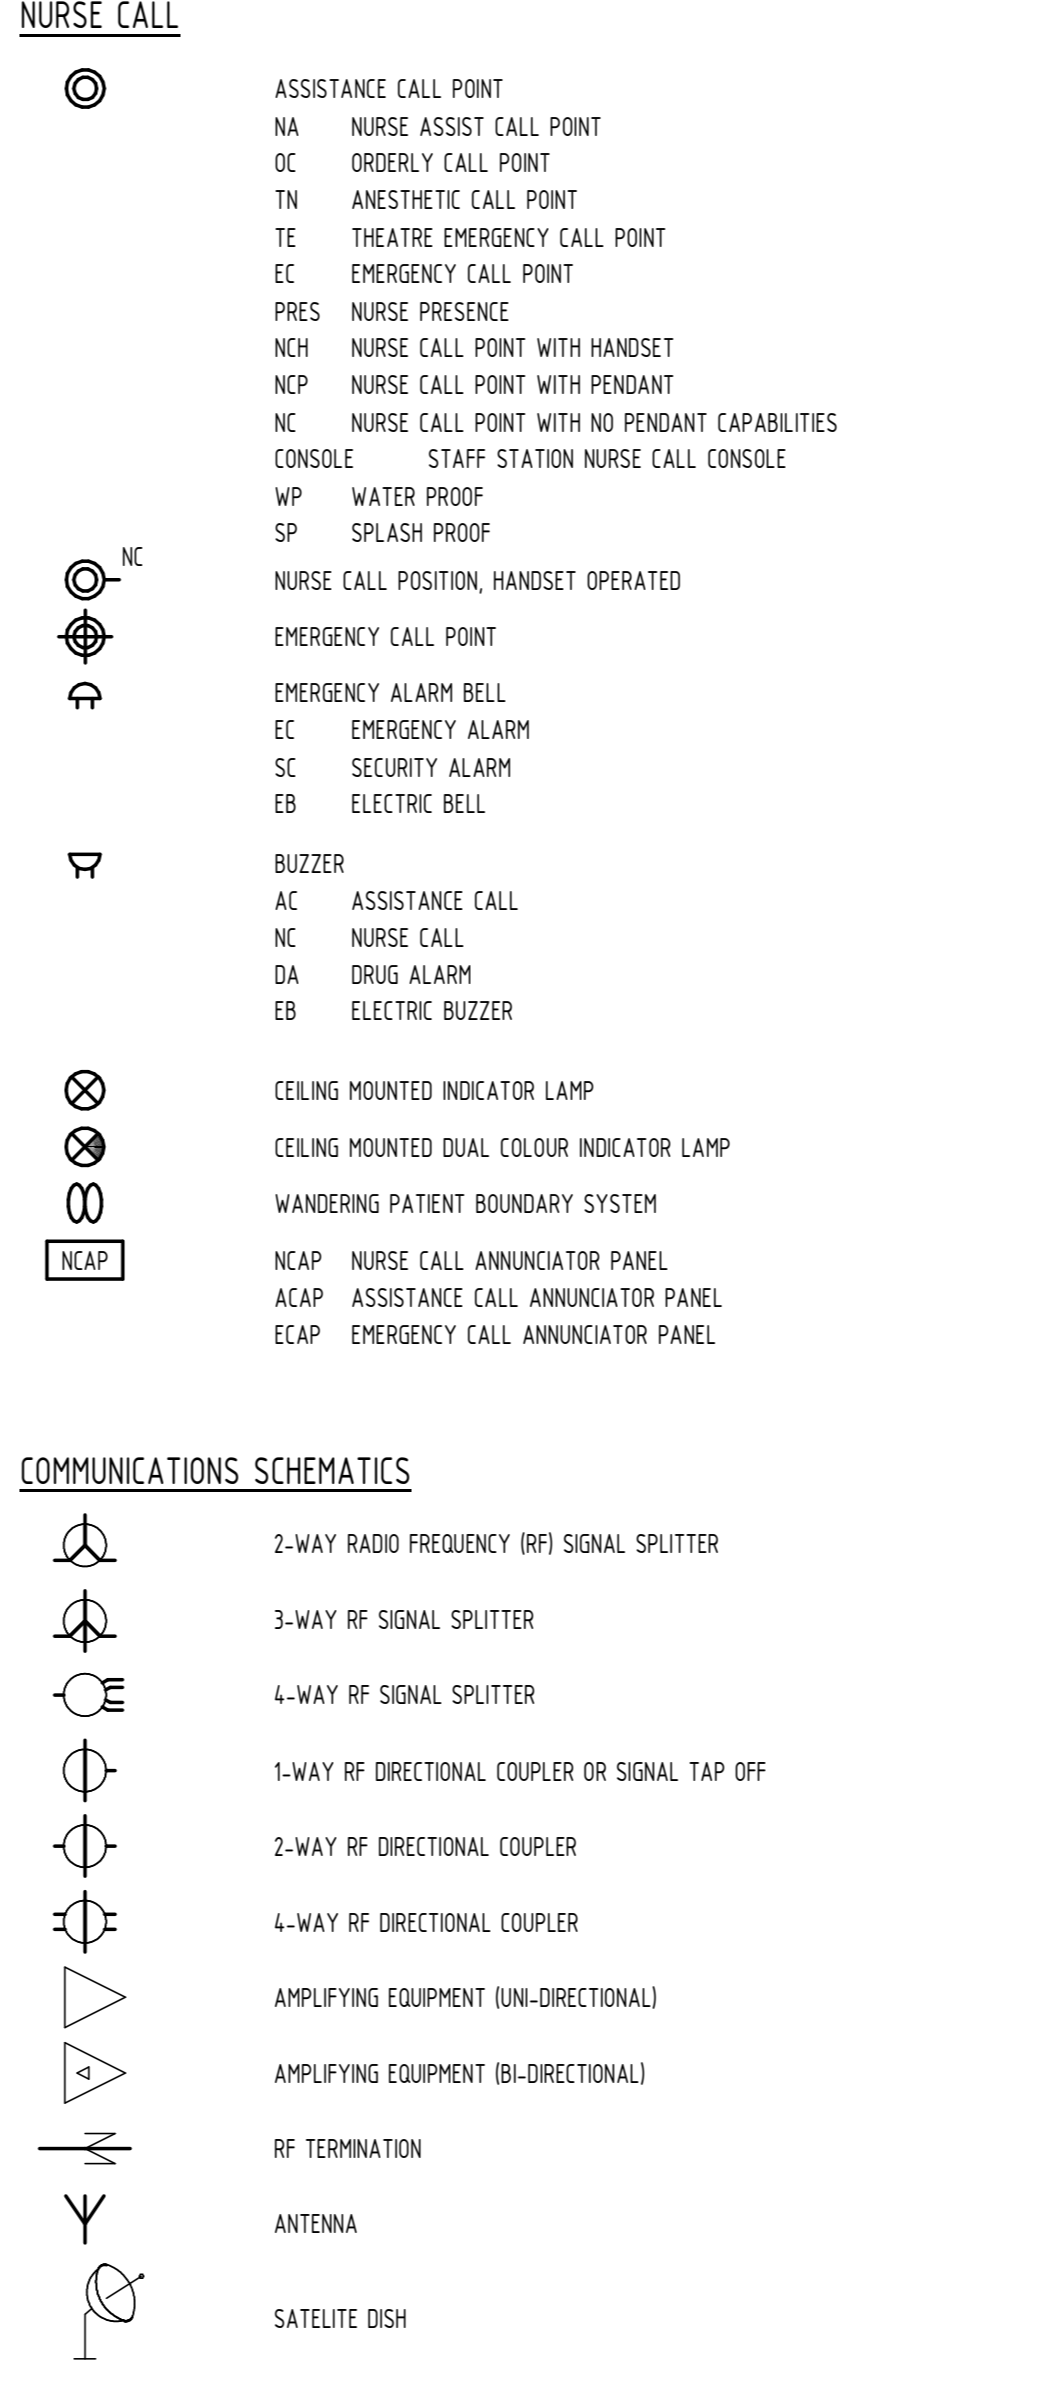 NURSE CALL
ASSISTANCE CALL POINT
NA NURSE ASSIST CALL POINT
OC ORDERLY CALL POINT
TN ANESTHETIC CALL POINT
TE THEATRE EMERGENCY CALL POINT
EC EMERGENCY CALL POINT
PRES NURSE PRESENCE
NCH NURSE CALL POINT WITH HANDSET
NCP NURSE CALL POINT WITH PENDANT
NC NURSE CALL POINT WITH NO PENDANT CAPABILITIES
CONSOLE STAFF STATION NURSE CALL CONSOLE
WP WATER PROOF
SP SPLASH PROOF
NC
NURSE CALL POSITION, HANDSET OPERATED
EMERGENCY CALL POINT
EMERGENCY ALARM BELL
EC EMERGENCY ALARM
SC SECURITY ALARM
EB ELECTRIC BELL
BUZZER
AC ASSISTANCE CALL
NC NURSE CALL
DA DRUG ALARM
EB ELECTRIC BUZZER
CEILING MOUNTED INDICATOR LAMP
CEILING MOUNTED DUAL COLOUR INDICATOR LAMP
WANDERING PATIENT BOUNDARY SYSTEM
NCAP NCAP NURSE CALL ANNUNCIATOR PANEL
ACAP ASSISTANCE CALL ANNUNCIATOR PANEL
ECAP EMERGENCY CALL ANNUNCIATOR PANEL
COMMUNICATIONS SCHEMATICS
2-WAY RADIO FREQUENCY (RF) SIGNAL SPLITTER
3-WAY RF SIGNAL SPLITTER
4-WAY RF SIGNAL SPLITTER
1-WAY RF DIRECTIONAL COUPLER OR SIGNAL TAP OFF
2-WAY RF DIRECTIONAL COUPLER
4-WAY RF DIRECTIONAL COUPLER
AMPLIFYING EQUIPMENT (UNI-DIRECTIONAL)
AMPLIFYING EQUIPMENT (BI-DIRECTIONAL)
RF TERMINATION
ANTENNA
SATELITE DISH